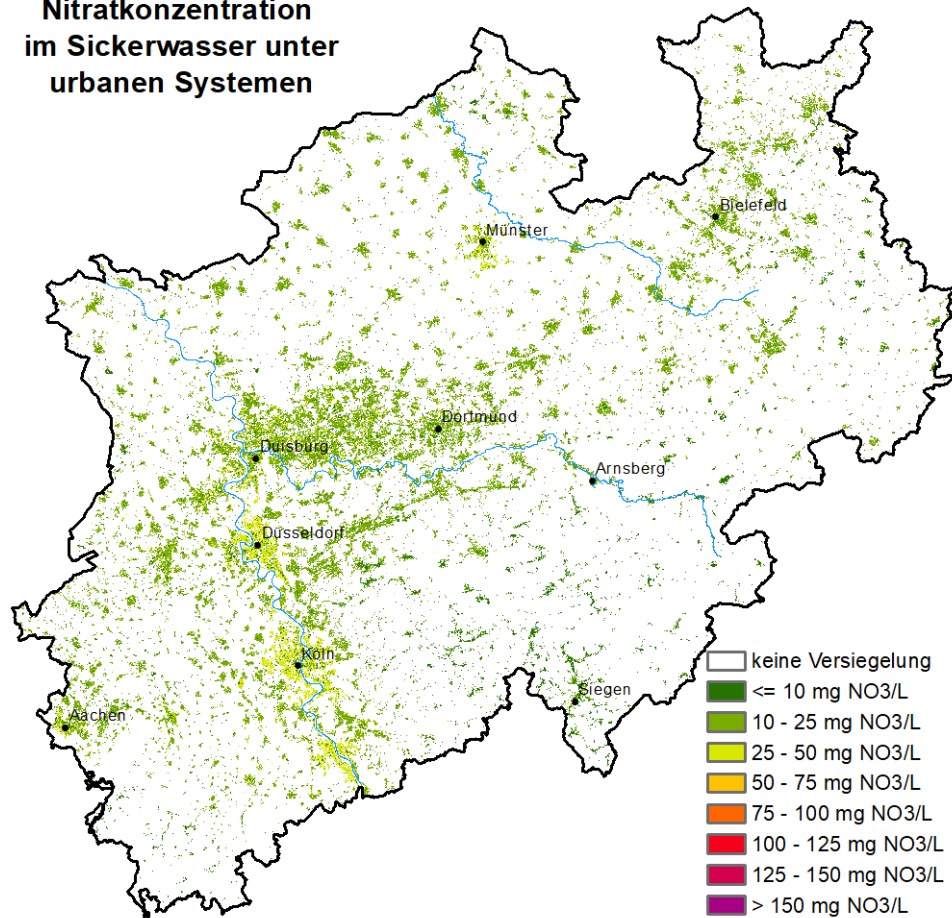 Nitratkonzentration
im Sickerwasser unter
urbanen Systemen
Bielefeld
Münster
Dortmund
Duisburg
Arnsberg
Düsseldorf
Köln
Siegen
Aachen
keine Versiegelung
<= 10 mg NO3/L
10 - 25 mg NO3/L
25 - 50 mg NO3/L
50 - 75 mg NO3/L
75 - 100 mg NO3/L
100 - 125 mg NO3/L
125 - 150 mg NO3/L
> 150 mg NO3/L